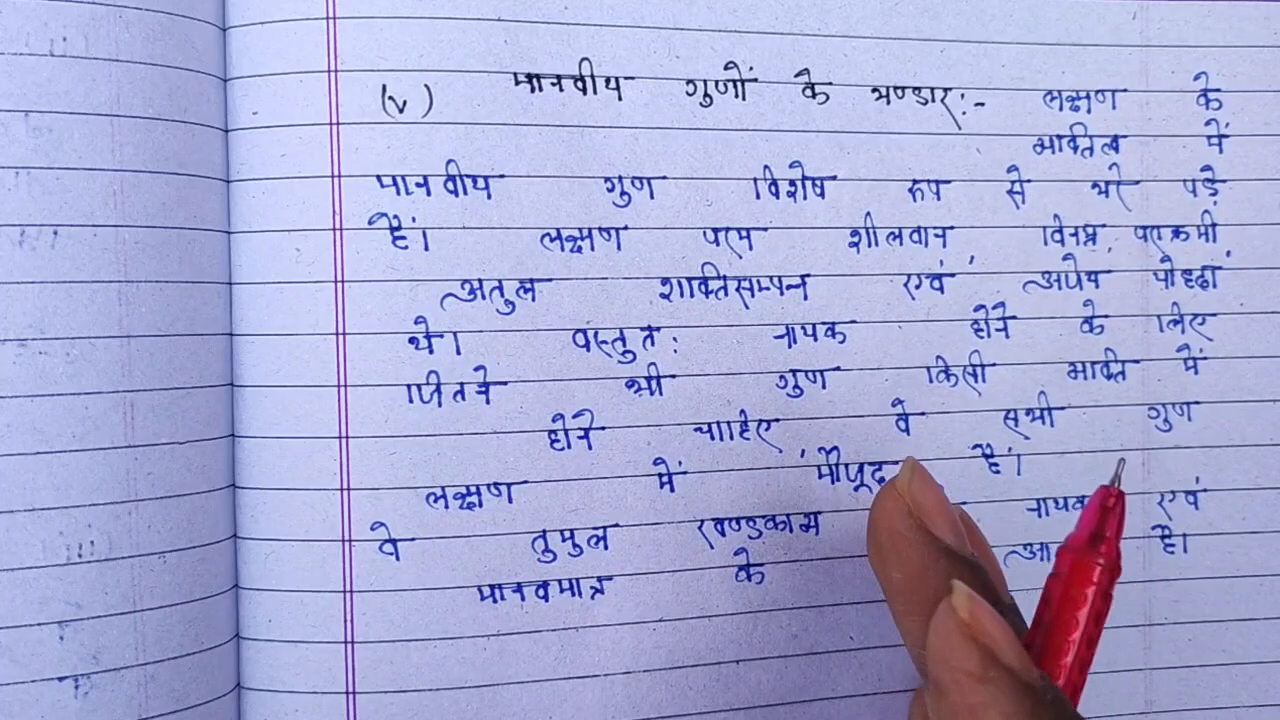 (v) मानवीय गुणों के भण्डार:- लक्ष्मण के
व्यक्तित्व में
मानवीय गुण विशेष रूप से भरे पड़े
हैं। लक्ष्मण परम शीलवान, विनम्र, पराक्रमी,
अतुल शक्तिसम्पन्न एवं अजेय योद्धा
थे। वस्तुत: नायक होने के लिए
जितने भी गुण किसी व्यक्ति में
होने चाहिए वे सभी गुण
लक्ष्मण में मौजूद हैं।
वे तुमुल खण्डकाव्य एवं
मानवमात्र के है।